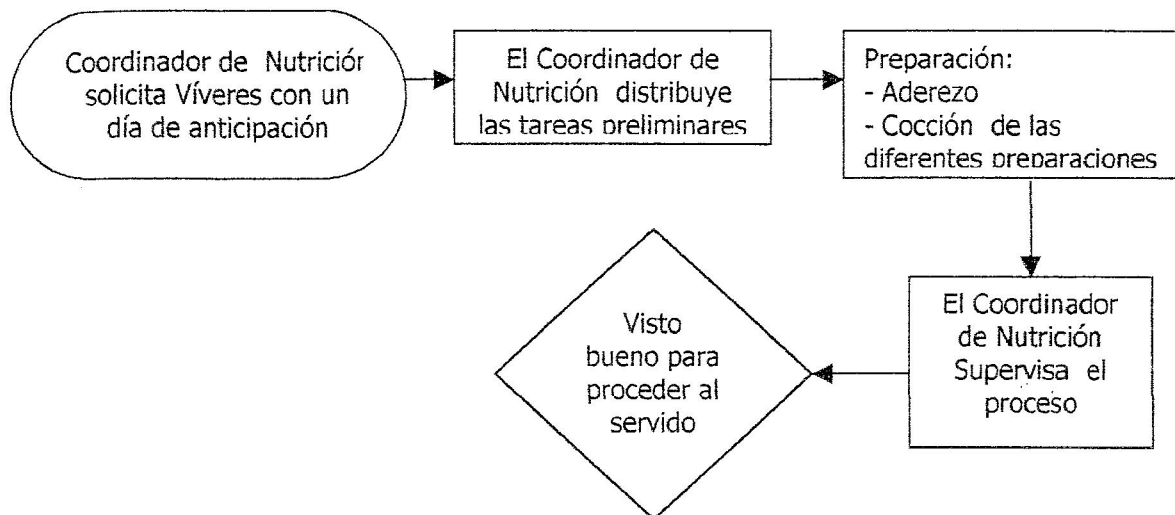 Coordinador de Nutrición
solicita Víveres con un
día de anticipación
El Coordinador de
Nutrición distribuye
las tareas preliminares
Preparación:
- Aderezo
- Cocción de las
diferentes preparaciones
El Coordinador
de Nutrición
Supervisa el
proceso
Visto
bueno para
proceder al
servido